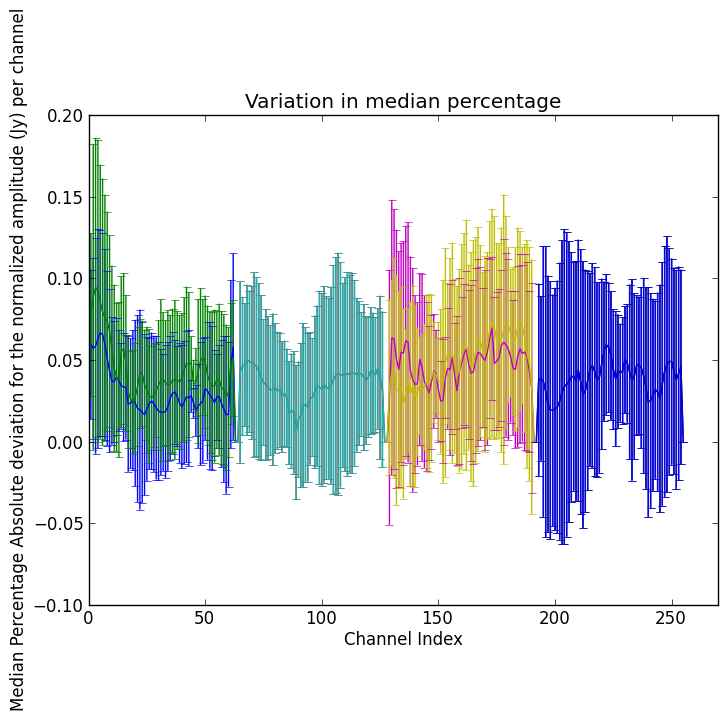 Variation in median percentage
Median Percentage Absolute deviation for the normalized amplitude (Jy) per channel
0.20
0.15
0.10
0.05
0.00
−0.05
−0.10
0 50 100 150 200 250
Channel Index